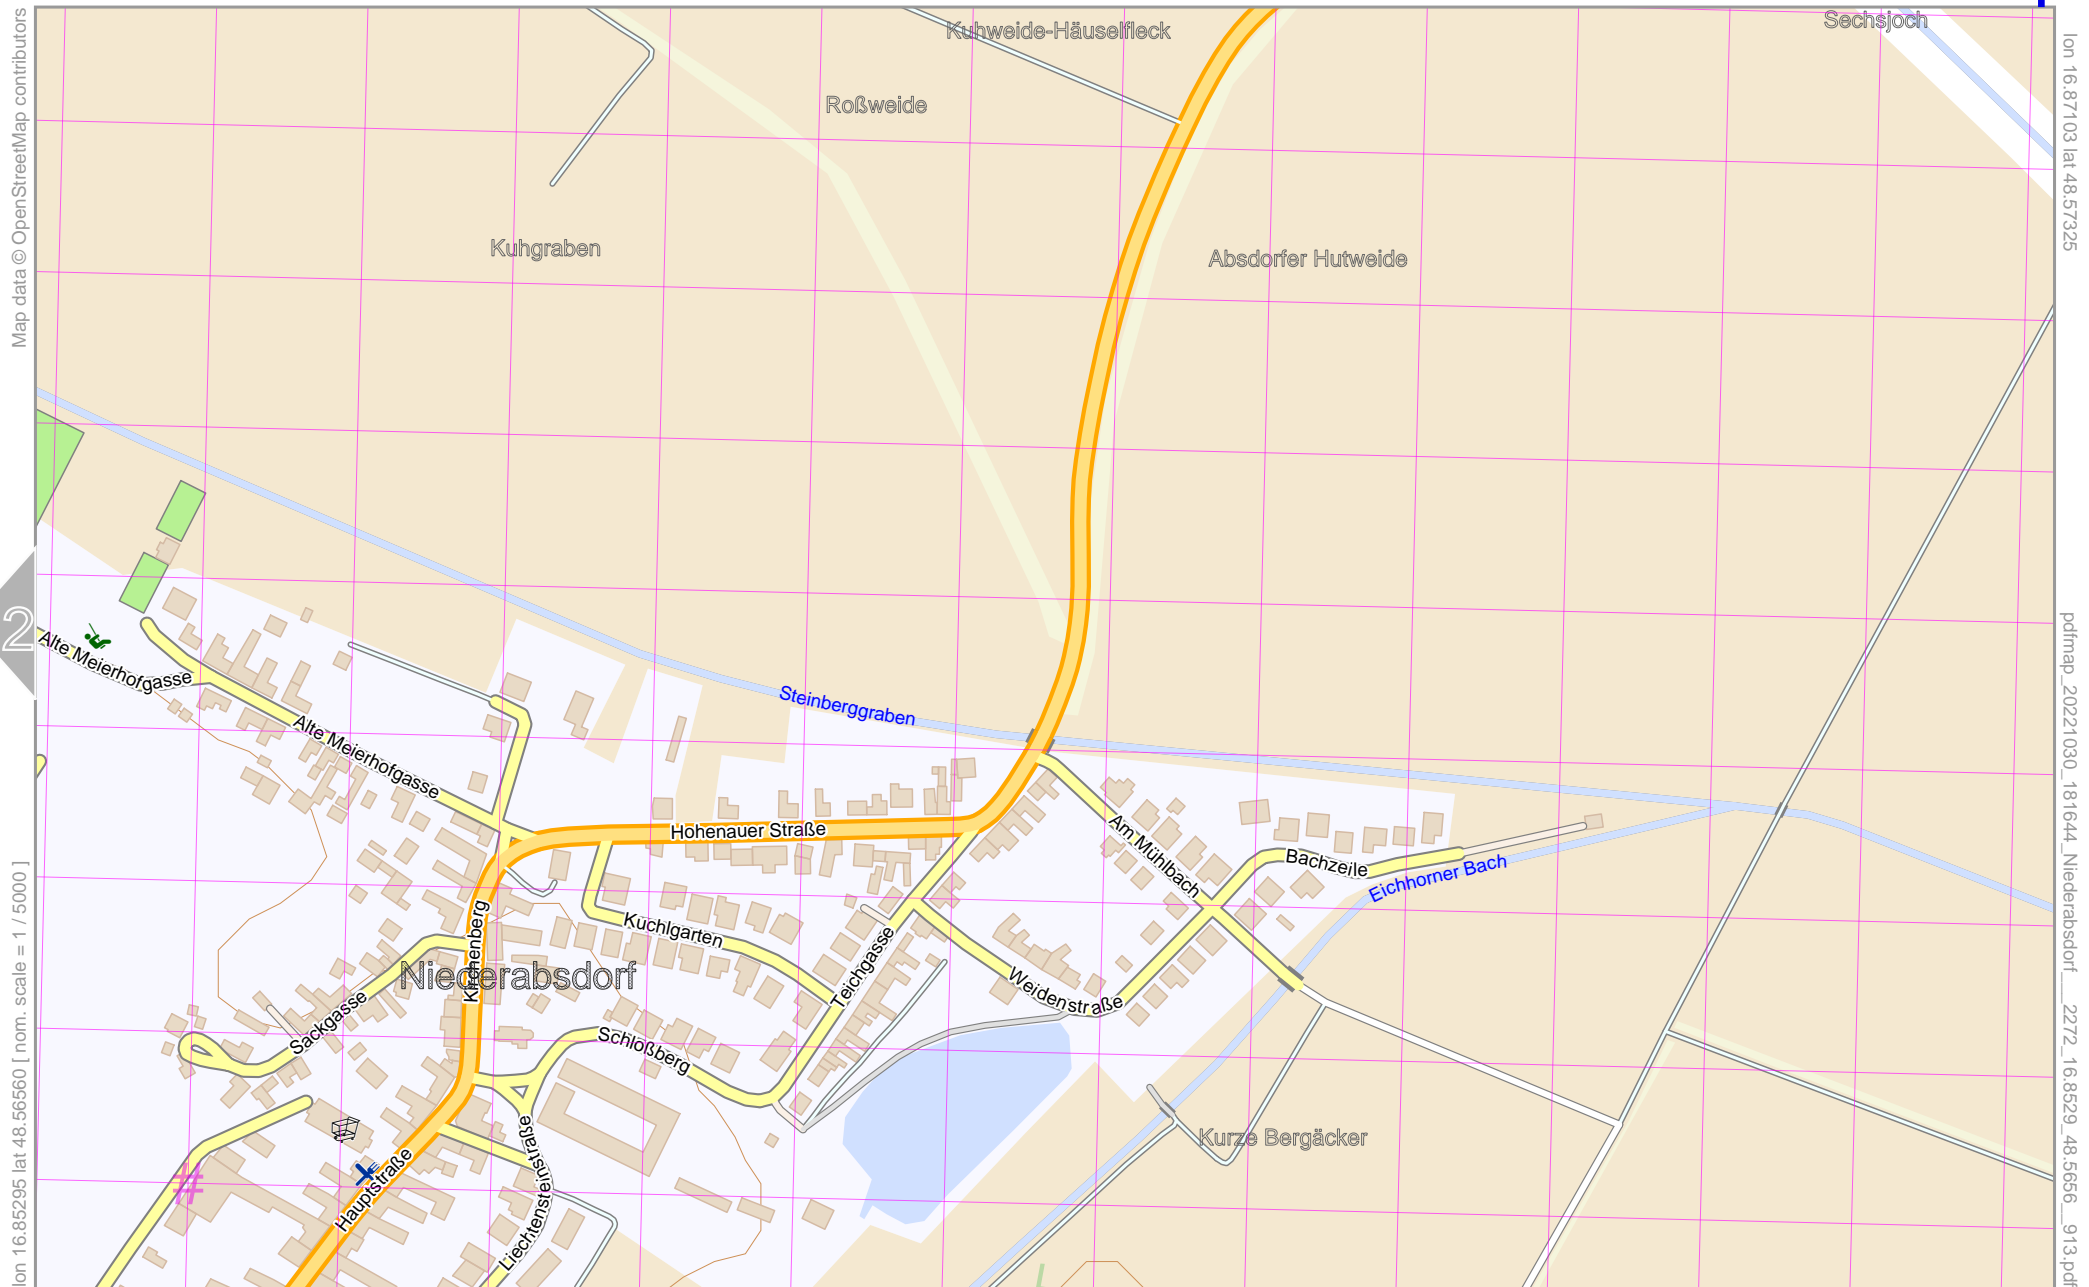 Map data © OpenStreetMap contributors
Kuhweide-Häuselfleck
Sechsjoch
lon 16.87103 lat 48.57325
Roßweide
Kuhgraben
Absdorfer Hutweide
2
Alte Meierhofgasse
Steinberggraben
Alte Meierhofgasse
Hohenauer Straße
Am Mühlbach
Bachzeile
Eichhorner Bach
Kirchenberg
Kuchlgarten
Teichgasse
Niederabsdorf
Weidenstraße
Sackgasse
Schloßberg
Kurze Bergäcker
Hauptstraße
Liechtensteinstraße
lon 16.85295 lat 48.56560 [ nom. scale = 1 / 5000 ]
pdfmap_20221030_181644_Niederabsdorf___2272_16.8529_48.5656__913.pdf